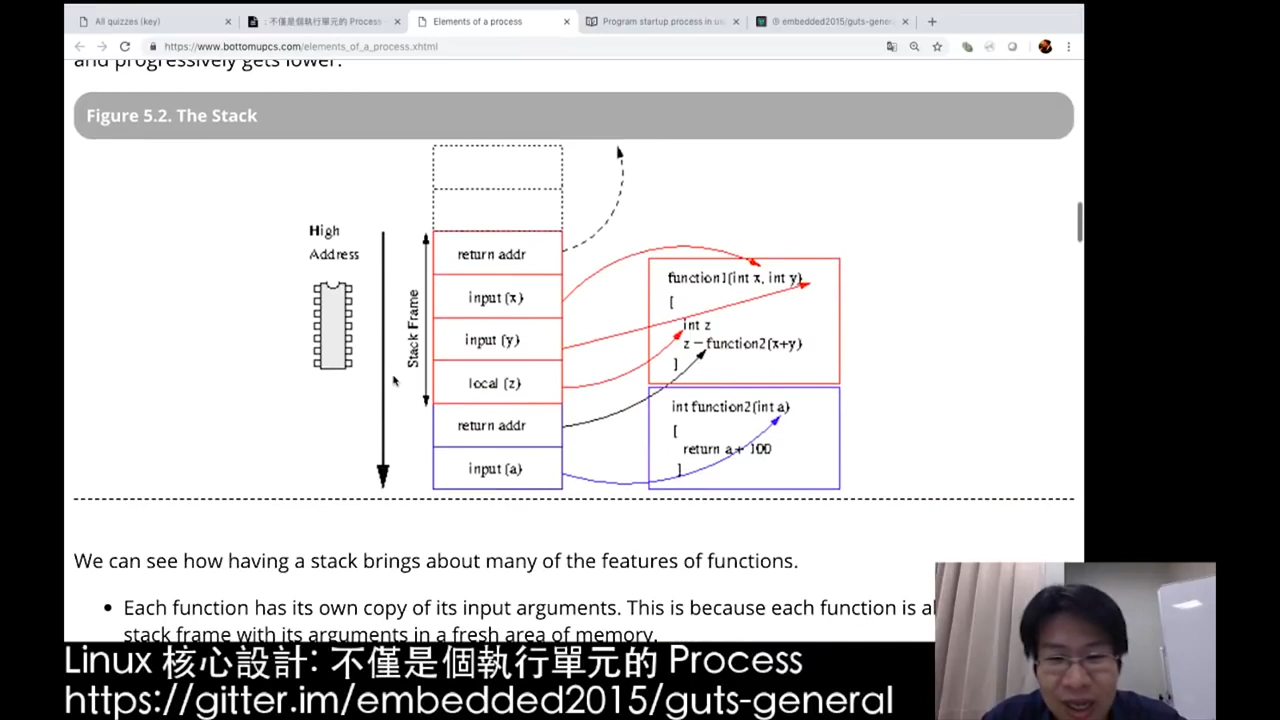 All quizzes (key)
: 不僅是個執行單元的 Process
Elements of a process
Program startup process in us
embedded2015/guts-gener
https://www.bottomupcs.com/elements_of_a_process.xhtml
and progressively gets lower.
Figure 5.2. The Stack
High
Address
Stack Frame
return addr
input (x)
input (y)
local (z)
return addr
input (a)
function1(int x, int y)
{
int z
z = function2(x+y)
}
int function2(int a)
{
return a + 100
}
We can see how having a stack brings about many of the features of functions.
• Each function has its own copy of its input arguments. This is because each function is al
stack frame with its arguments in a fresh area of memory.
Linux 核心設計: 不僅是個執行單元的 Process
https://gitter.im/embedded2015/guts-general